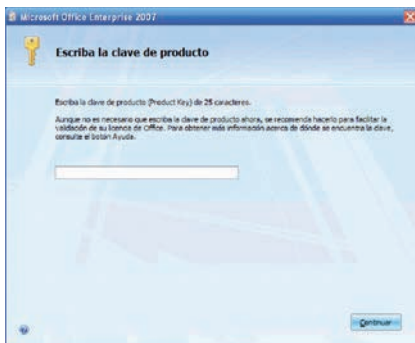 Microsoft Office Enterprise 2007
Escriba la clave de producto
Escriba la clave de producto (Product Key) de 25 caracteres.
Aunque no es necesario que escriba la clave de producto ahora, se recomienda hacerlo para facilitar la
validación de su licencia de Office. Para obtener más información acerca de dónde se encuentra la clave,
consulte el botón Ayuda.
Continuar